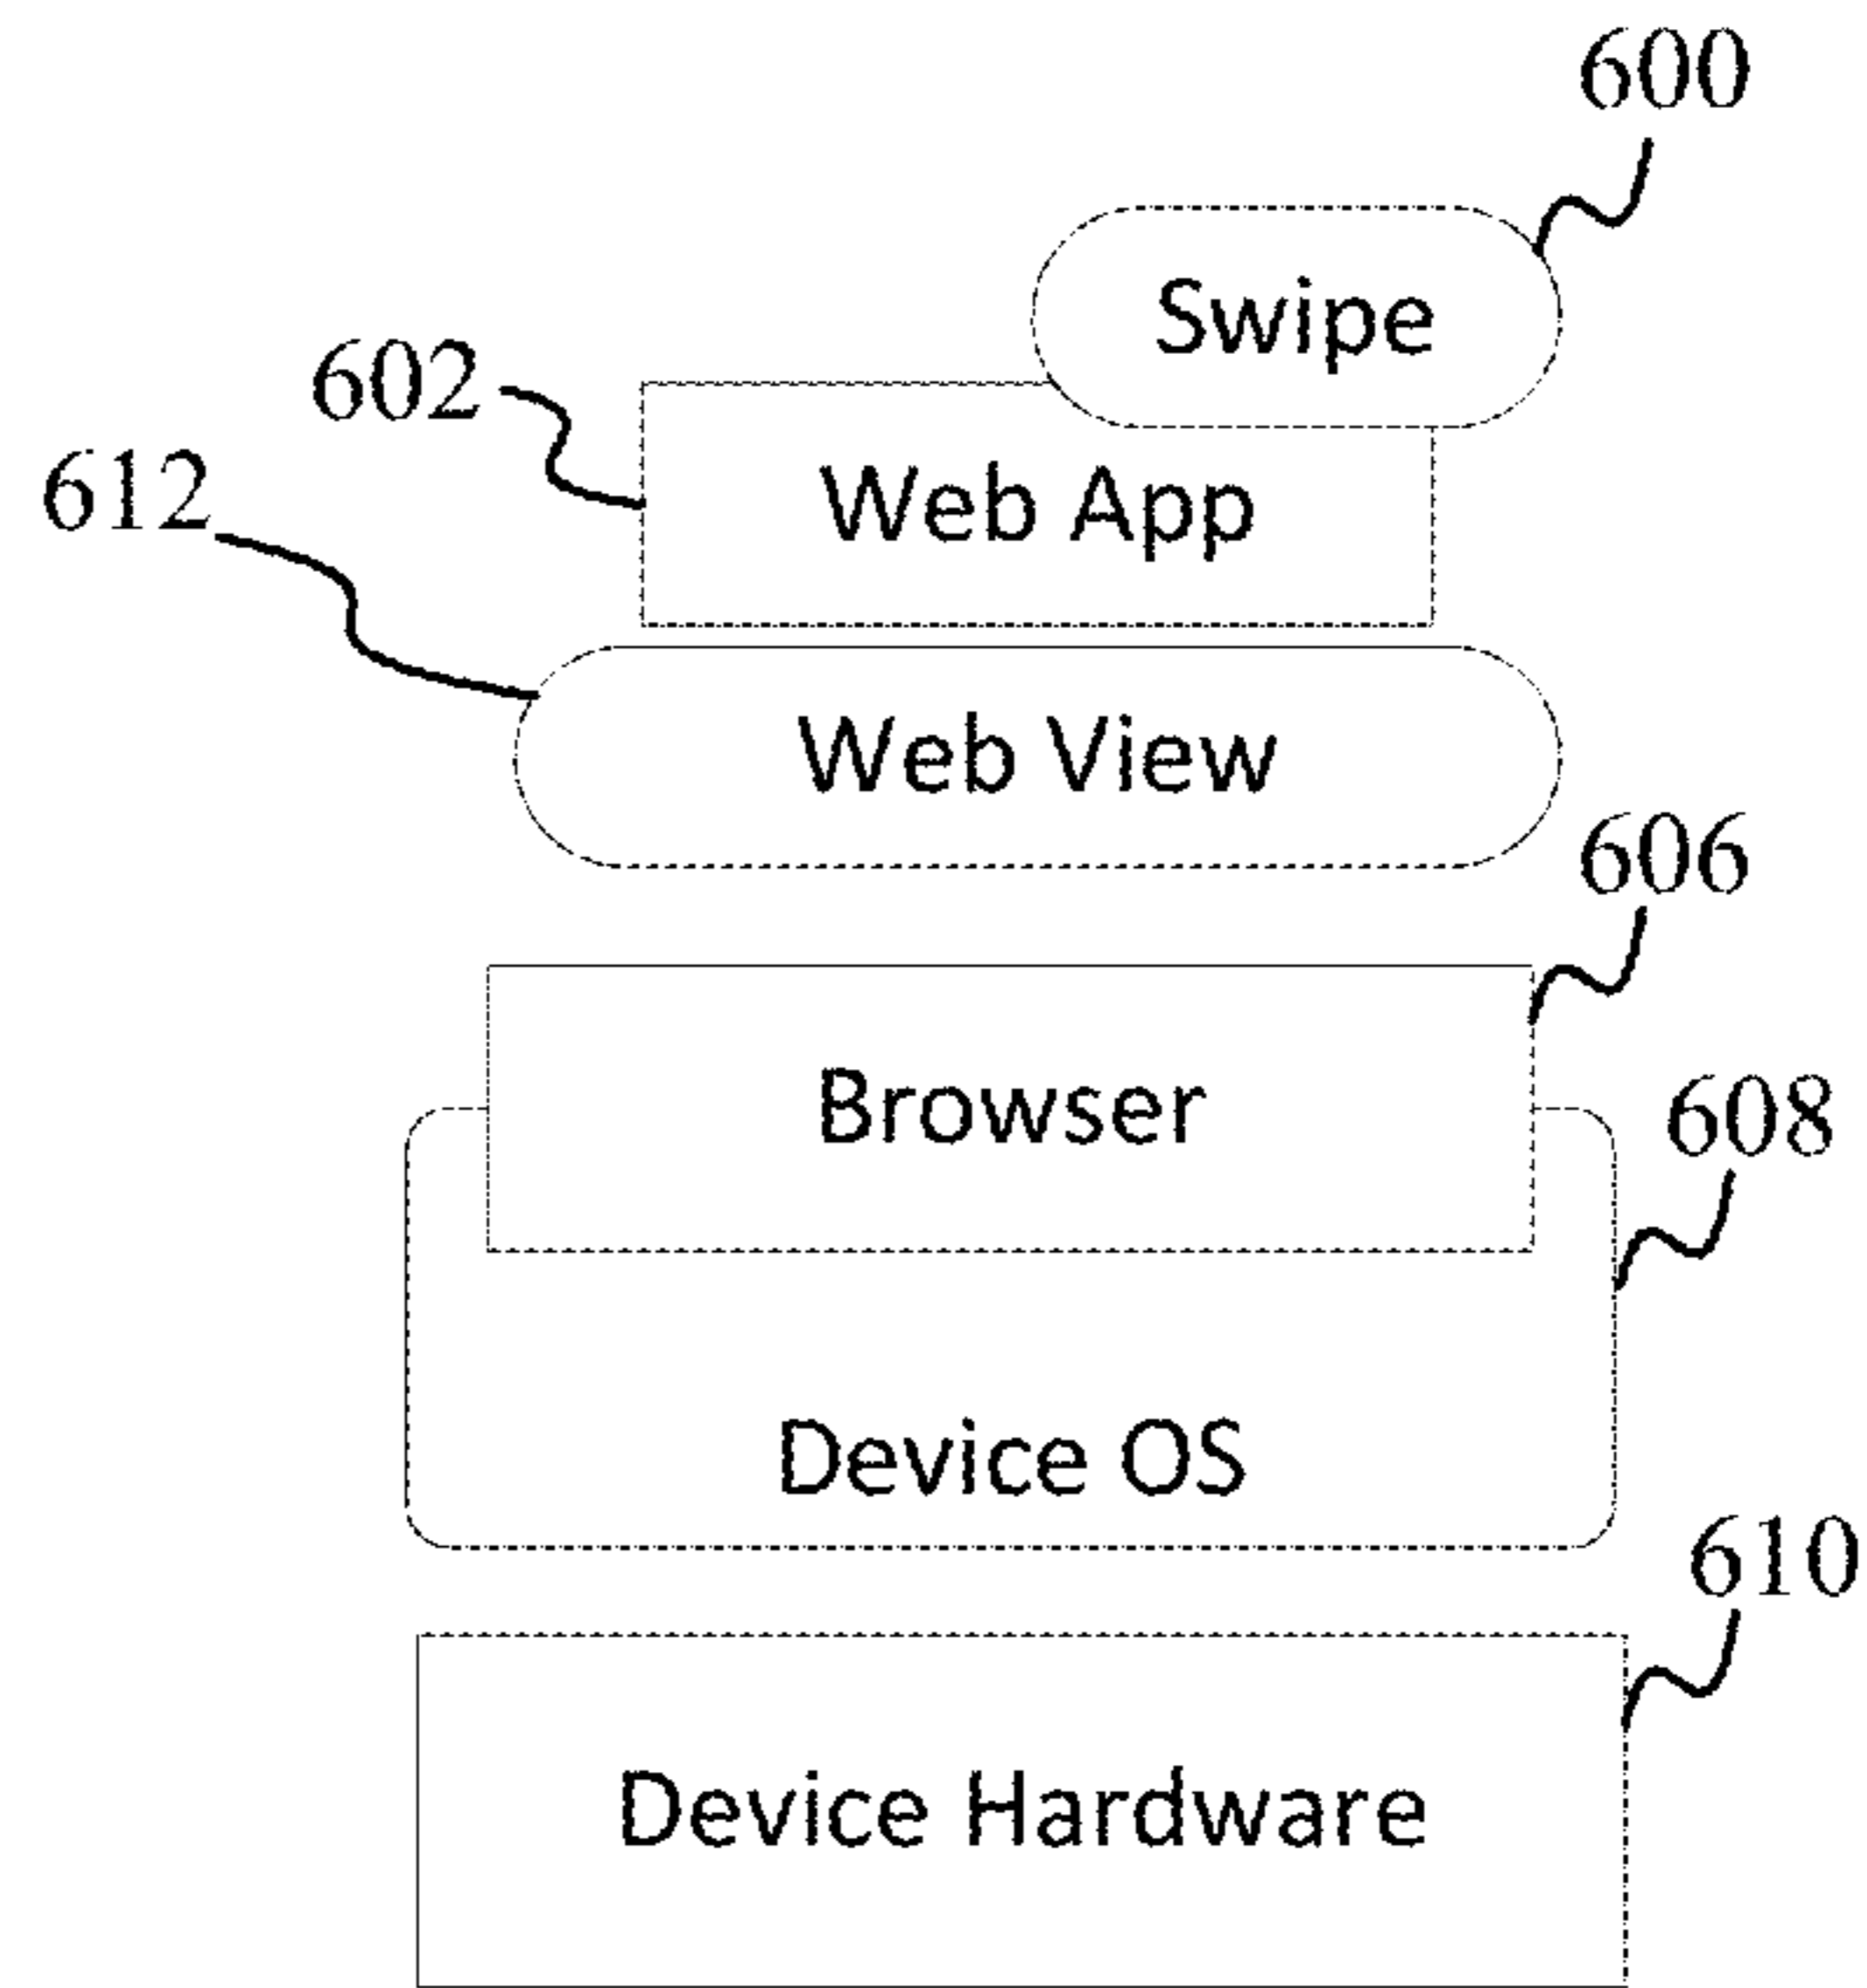 600
Swipe
602
Web App
612
Web View
606
Browser
608
Device OS
610
Device Hardware